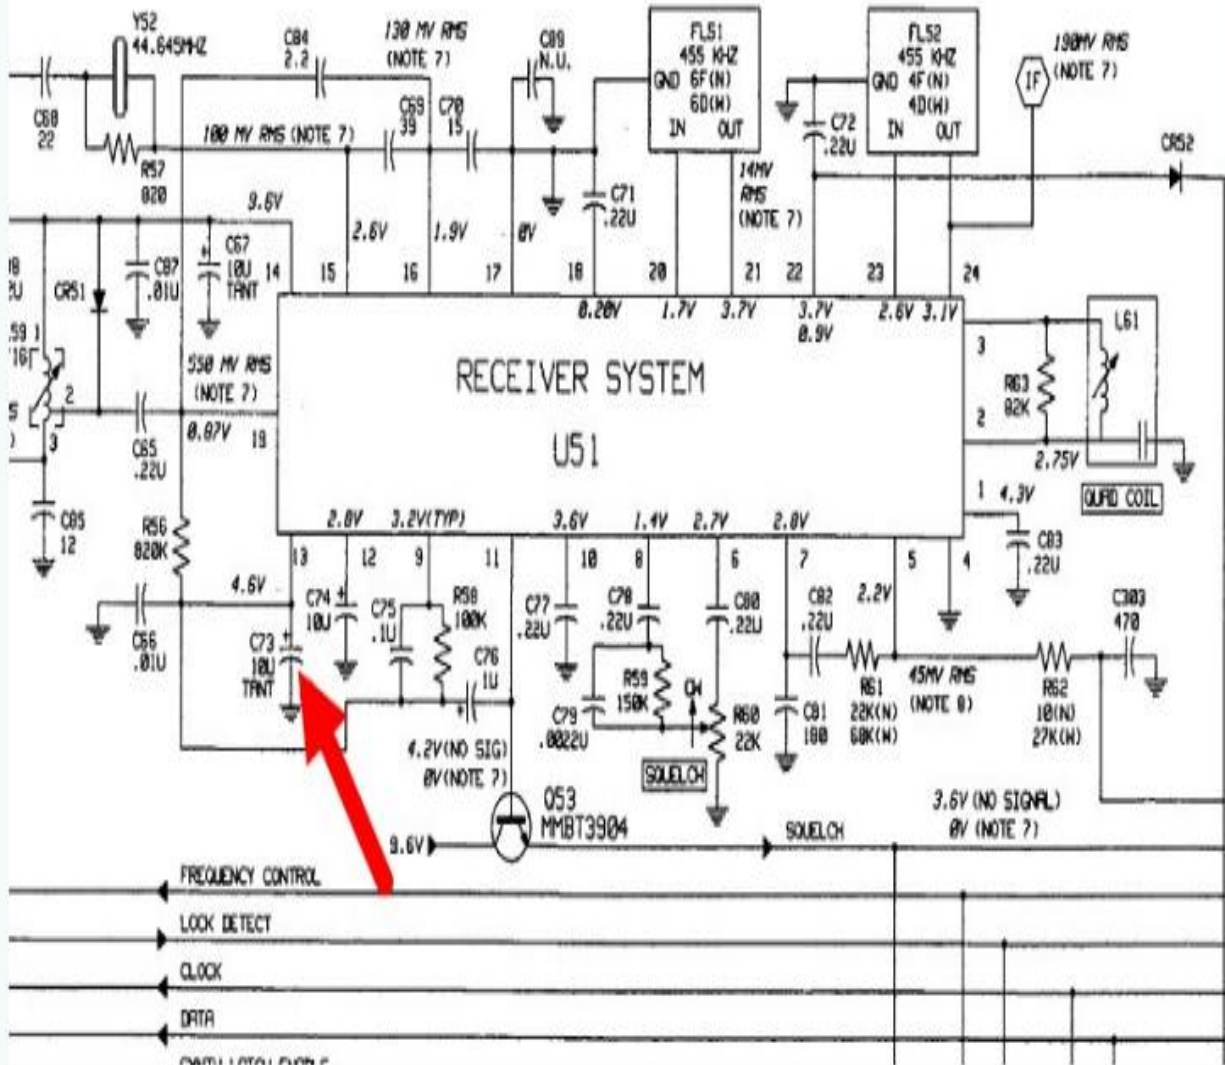 Y52
44.645MHZ
C68
22
R57
820
C84
2.2
130 MV RMS
(NOTE 7)
100 MV RMS (NOTE 7)
C69
39
C70
15
C89
N.U.
FL51
455 KHZ
GND 6F(N)
6D(W)
IN OUT
FL52
455 KHZ
GND 4F(N)
4D(W)
IN OUT
190MV RMS
(NOTE 7)
IF
C72
.22U
CR52
14MV
RMS
(NOTE 7)
C71
.22U
9.6V
2.6V
1.9V
0V
C87
.01U
C67
10U
TANT
CR51
14
15
16
17
18
20
21
22
23
24
0.20V
1.7V
3.7V
3.7V
0.9V
2.6V
3.1V
RECEIVER SYSTEM
U51
550 MV RMS
(NOTE 7)
0.87V
19
2
3
C65
.22U
C85
12
R56
820K
C66
.01U
4.6V
3
2
1
R63
82K
L61
2.75V
QUAD COIL
4.3V
C83
.22U
2.8V
3.2V(TYP)
3.6V
1.4V
2.7V
2.0V
13
12
9
11
10
8
6
7
5
4
C73
10U
TANT
C74
10U
C75
.1U
R58
100K
C76
1U
C77
.22U
C78
.22U
C79
.0022U
R59
150K
CW
C80
.22U
R60
22K
SQUELCH
C82
.22U
C81
180
R61
22K(N)
68K(W)
2.2V
45MV RMS
(NOTE 8)
R62
10(N)
27K(W)
C303
470
4.2V(NO SIG)
0V(NOTE 7)
Q53
MMBT3904
9.6V
SQUELCH
3.6V(NO SIGNAL)
0V (NOTE 7)
FREQUENCY CONTROL
LOCK DETECT
CLOCK
DATA